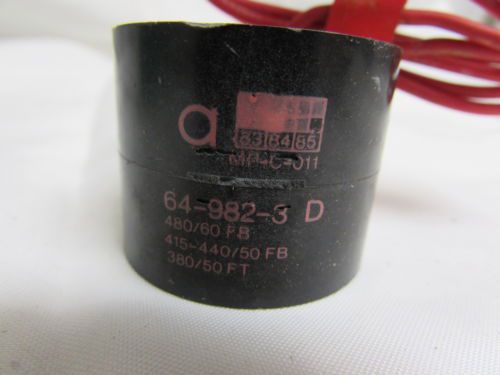 a
83 84 85
MP-C-011
64-982-3 D
480/60 FB
415-440/50 FB
380/50 FT